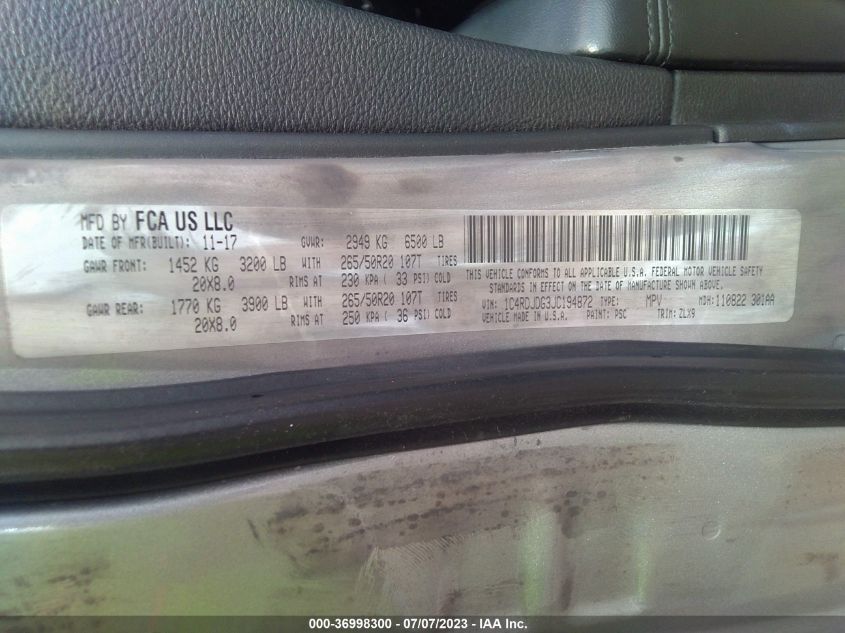 MFD BY FCA US LLC
DATE OF MFR(BUILT): 11-17 GVWR: 2949 KG 6500 LB
GAWR FRONT: 1452 KG 3200 LB WITH 265/50R20 107T TIRES
20X8.0 RIMS AT 230 KPA ( 33 PSI) COLD
GAWR REAR: 1770 KG 3900 LB WITH 265/50R20 107T TIRES
20X8.0 RIMS AT 250 KPA ( 36 PSI) COLD
THIS VEHICLE CONFORMS TO ALL APPLICABLE U.S.A. FEDERAL MOTOR VEHICLE SAFETY
STANDARDS IN EFFECT ON THE DATE OF MANUFACTURE SHOWN ABOVE.
VIN: 1C4RDJDG3JC194872 TYPE: MPV MDH: 110822 301AA
VEHICLE MADE IN U.S.A. PAINT: PSC TRIM: ZLX9
000-36998300 - 07/07/2023 - IAA Inc.